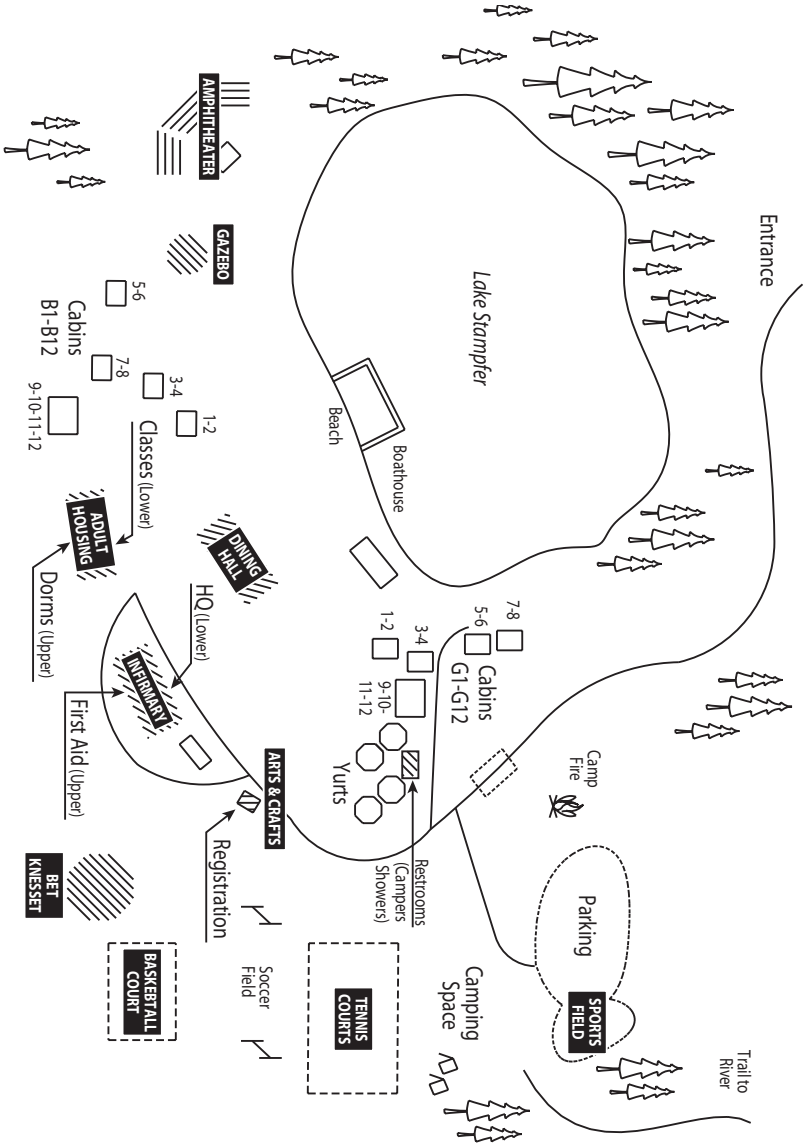 Entrance
Trail to
River
Camp
Fire
Parking
SPORTS
FIELD
Lake Stampfer
7-8
5-6
Cabins
G1-G12
3-4
1-2
9-10-
11-12
Yurts
Restrooms
(Campers
Showers)
Camping
Space
Boathouse
Beach
TENNIS
COURTS
AMPHITHEATER
GAZEBO
DINING
HALL
HQ (Lower)
ARTS & CRAFTS
Registration
Soccer
Field
5-6
Cabins
B1-B12
7-8
3-4
1-2
9-10-11-12
Classes (Lower)
ADULT
HOUSING
Dorms (Upper)
INFIRMARY
First Aid (Upper)
BET
KNESSET
BASKEBTALL
COURT